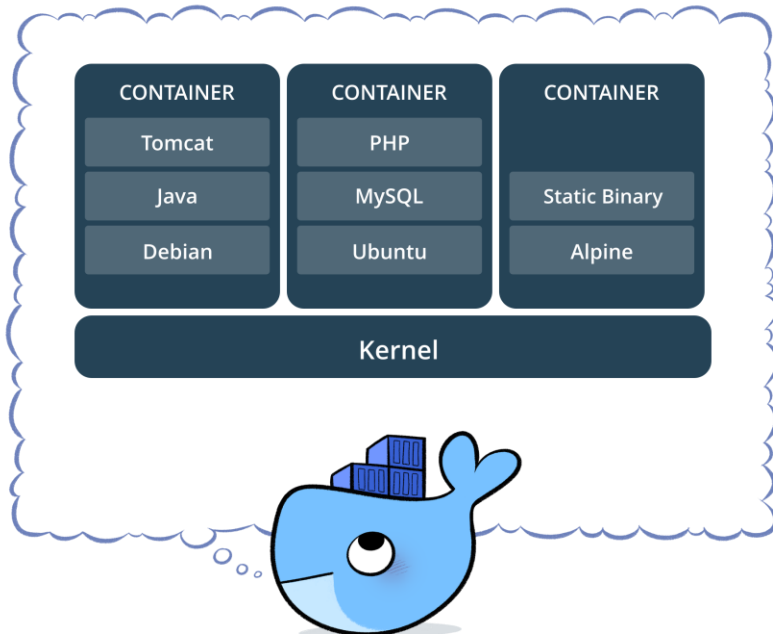 CONTAINER
Tomcat
Java
Debian
CONTAINER
PHP
MySQL
Ubuntu
CONTAINER
Static Binary
Alpine
Kernel